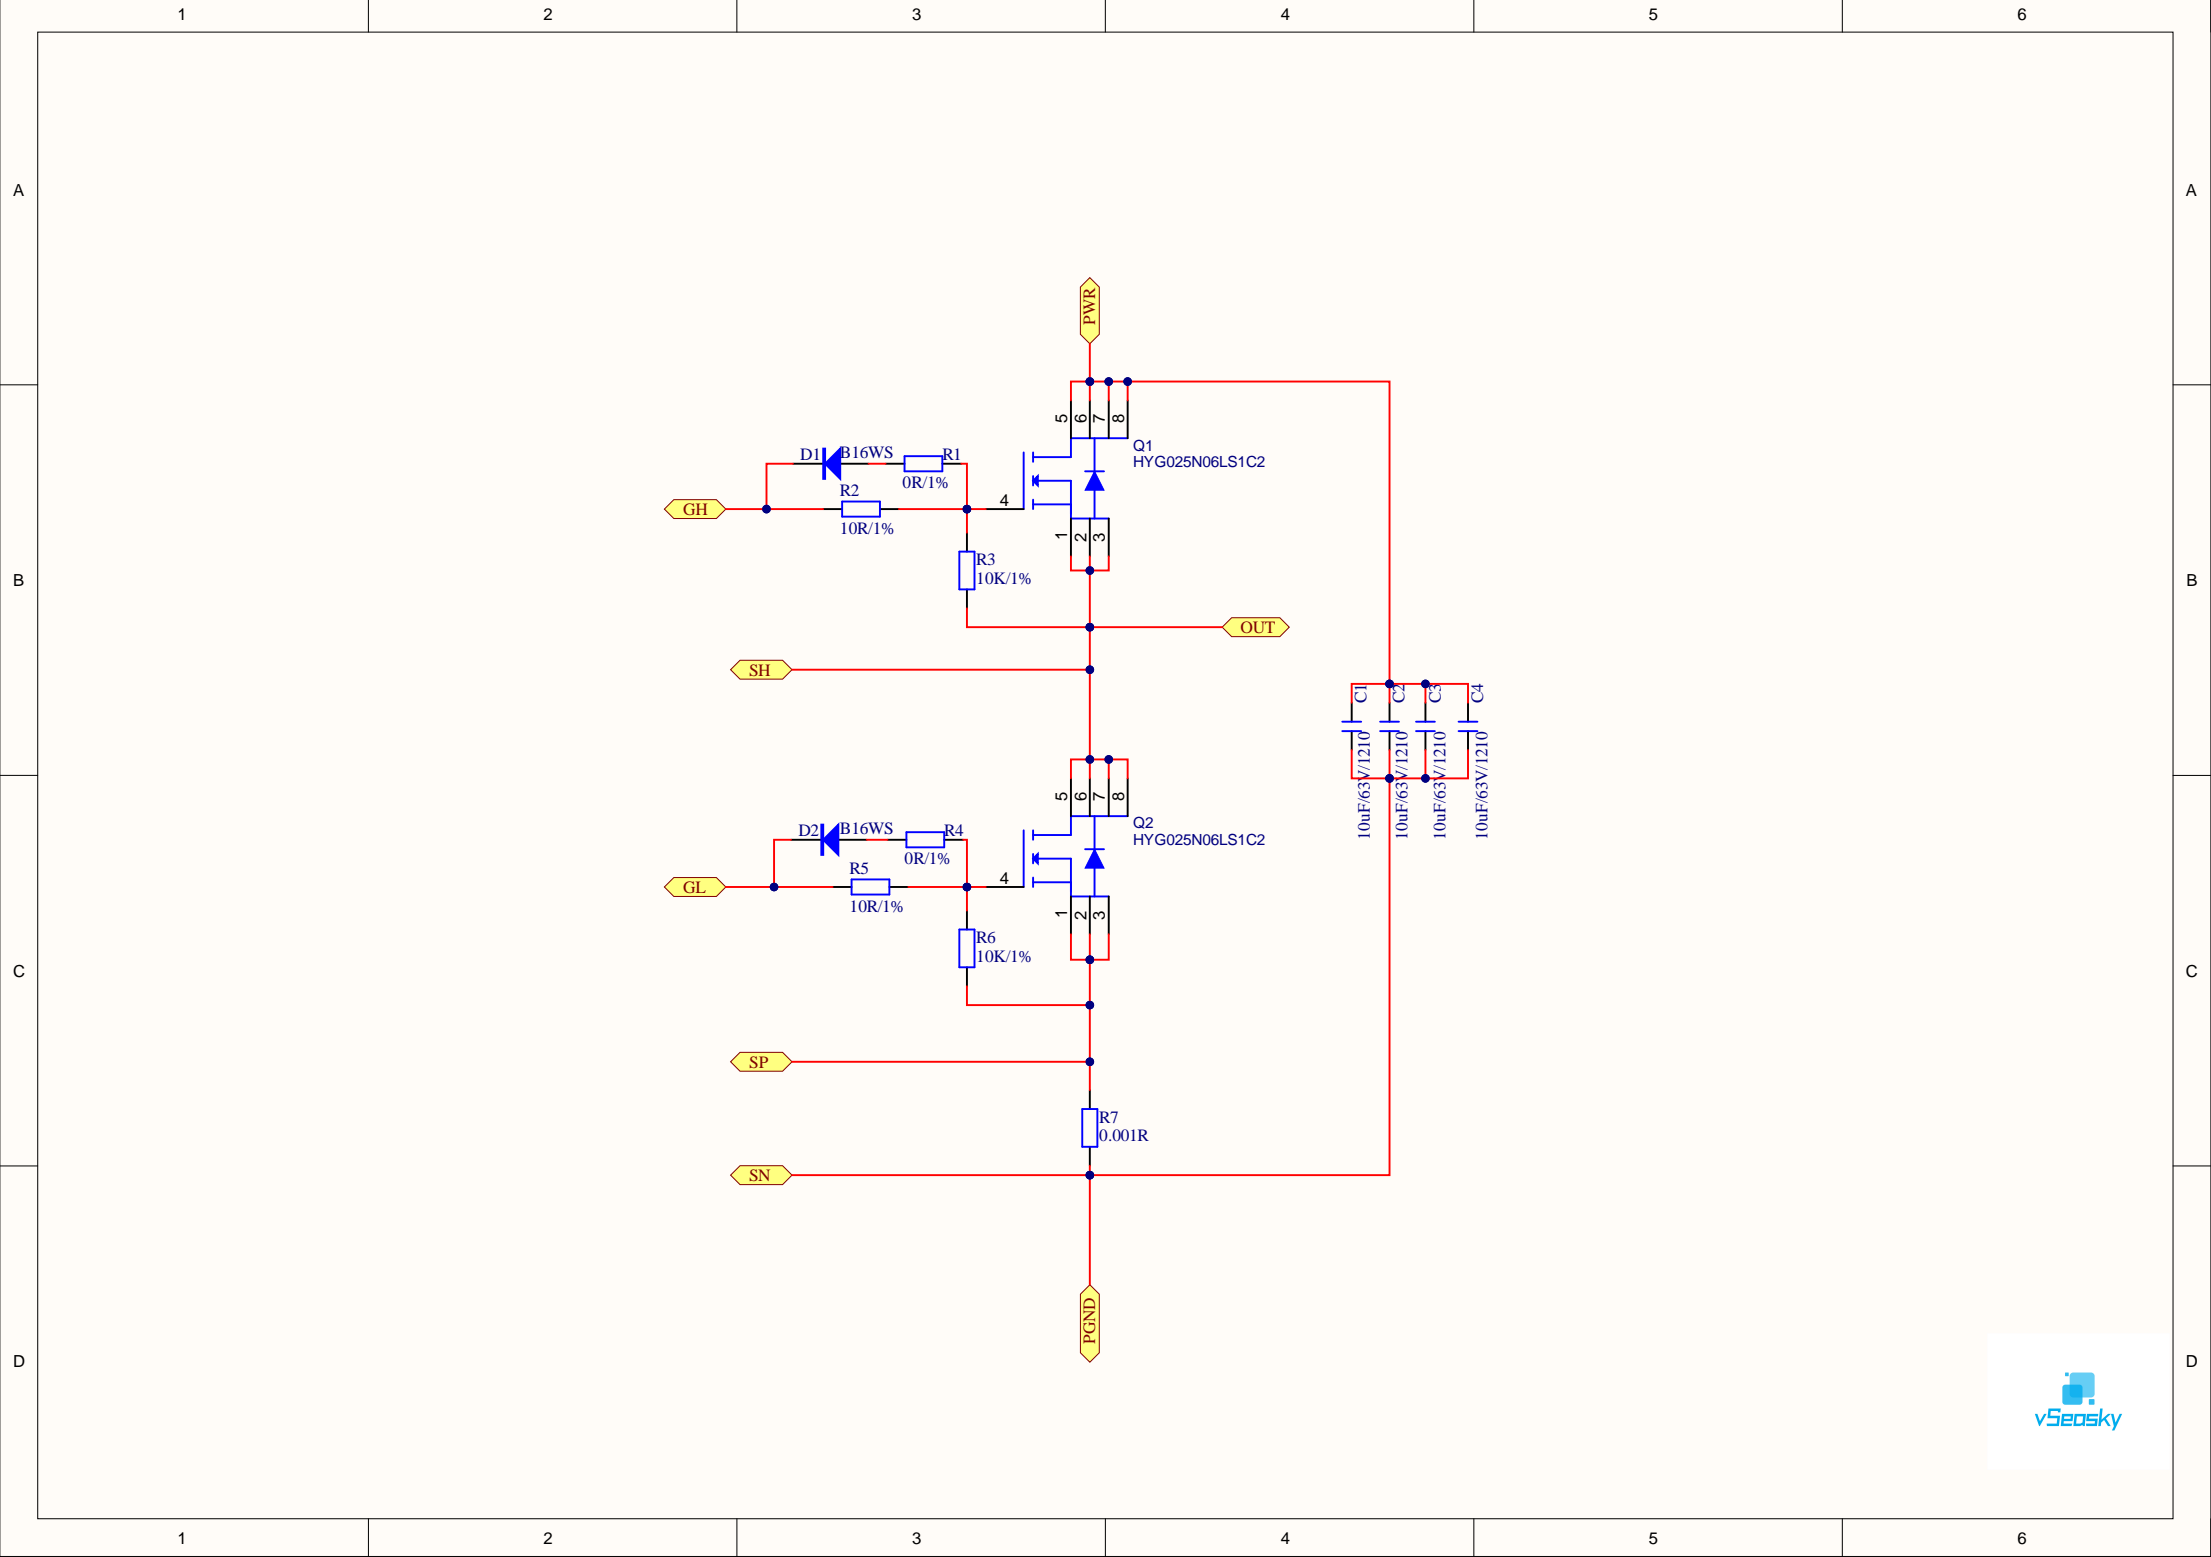 1 2 3 4 5 6
A A
PWR
5 6 7 8
Q1
HYG025N06LS1C2
D1 B16WS R1
0R/1%
R2
GH
10R/1%
4
1 2 3
R3
10K/1%
B B
OUT
SH
C1 C2 C3 C4
10uF/63V/1210 10uF/63V/1210 10uF/63V/1210 10uF/63V/1210
5 6 7 8
Q2
HYG025N06LS1C2
D2 B16WS R4
0R/1%
R5
GL
10R/1%
4
1 2 3
R6
10K/1%
C C
SP
R7
0.001R
SN
PGND
D D
vSeasky
1 2 3 4 5 6